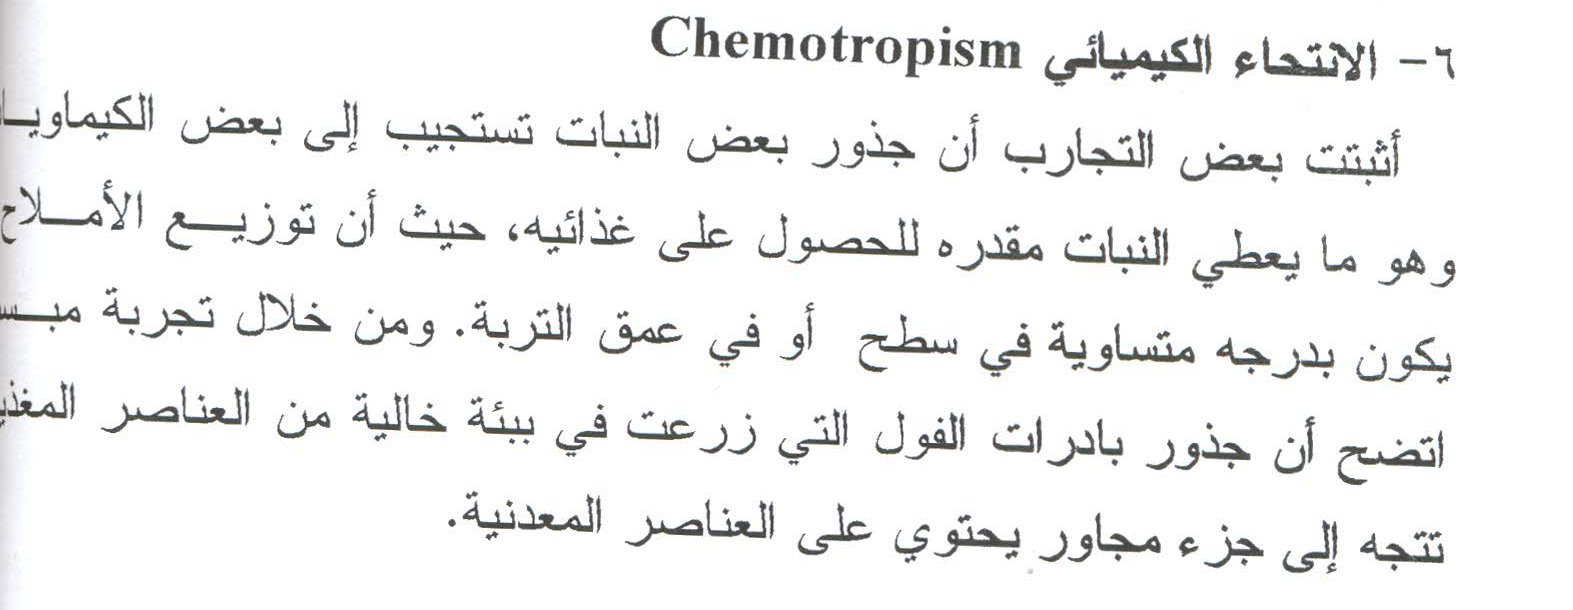 ٦- الانتحاء الكيميائي Chemotropism
أثبتت بعض التجارب أن جذور بعض النبات تستجيب إلى بعض
وهو ما يعطي النبات مقدره للحصول على غذائيه، حيث أن توزيع الأملاح
يكون بدرجه متساوية في سطح أو في عمق التربة. ومن خلال تجربة
اتضح أن جذور بادرات الفول التي زرعت في بيئة خالية من العناصر
تتجه إلى جزء مجاور يحتوي على العناصر المعدنية.